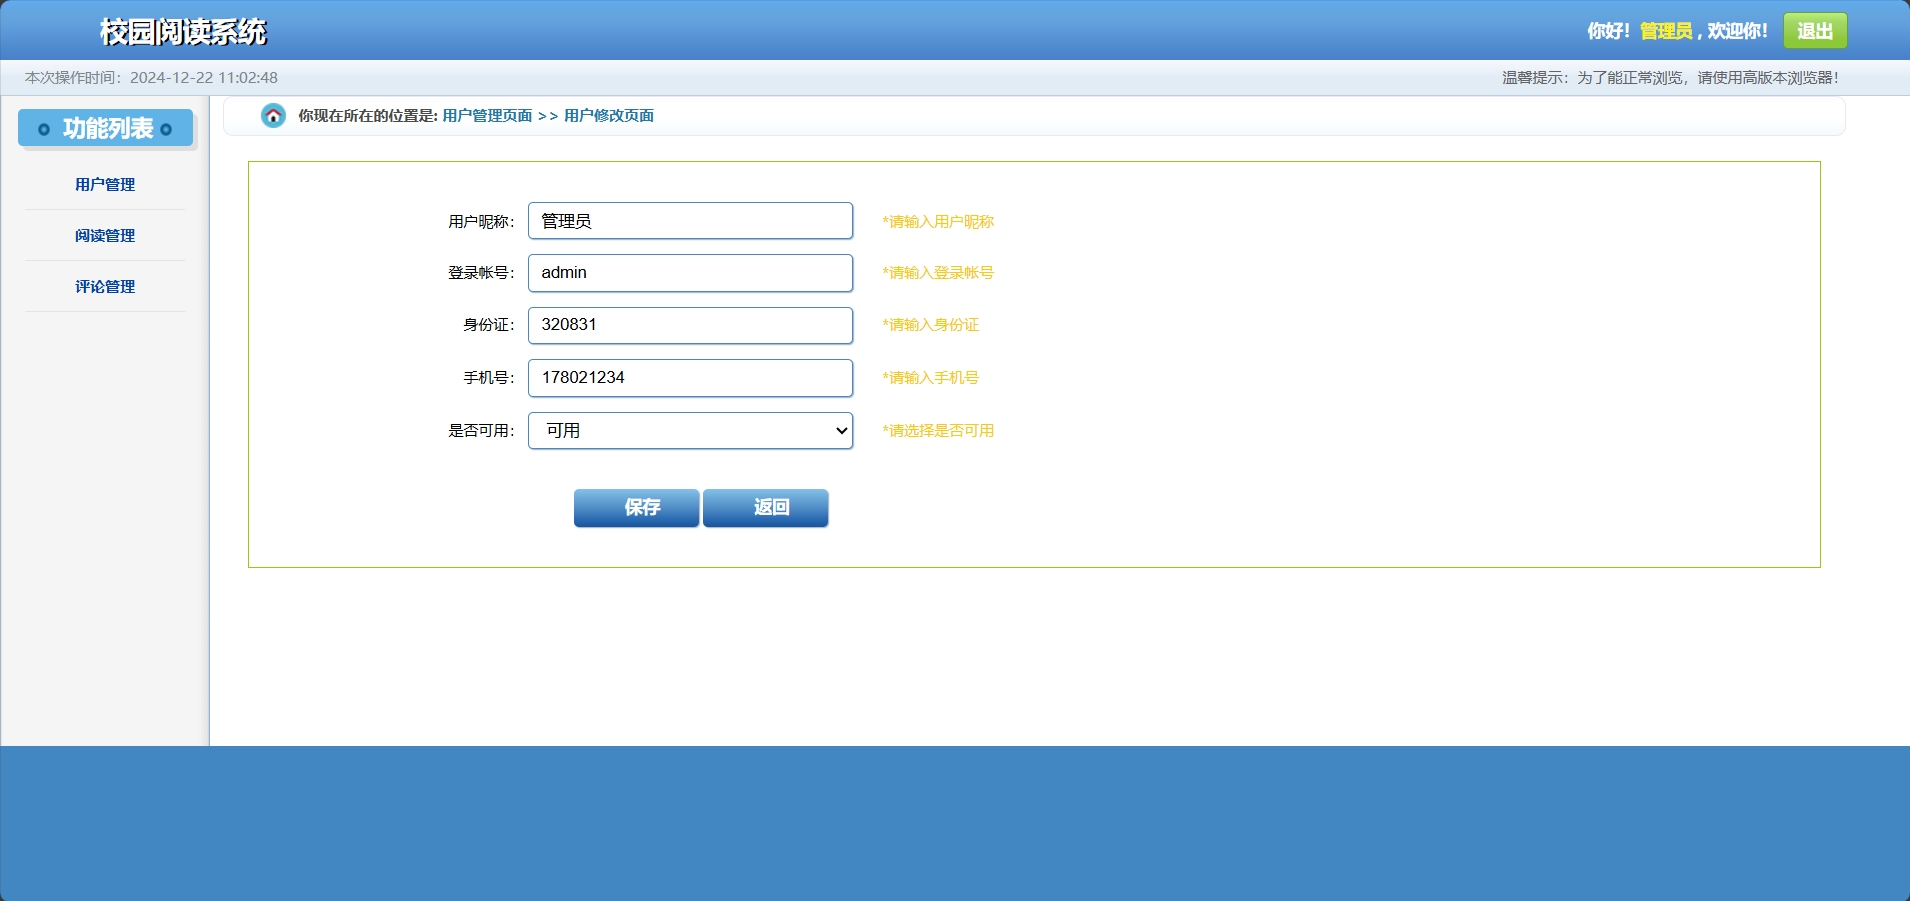 校园阅读系统
你好！管理员，欢迎你！ 退出
本次操作时间：2024-12-22 11:02:48
温馨提示：为了能正常浏览，请使用高版本浏览器！
功能列表
用户管理
阅读管理
评论管理
你现在所在的位置是: 用户管理页面 >> 用户修改页面
用户昵称： 管理员 *请输入用户昵称
登录帐号： admin *请输入登录帐号
身份证： 320831 *请输入身份证
手机号： 178021234 *请输入手机号
是否可用： 可用 *请选择是否可用
保存 返回